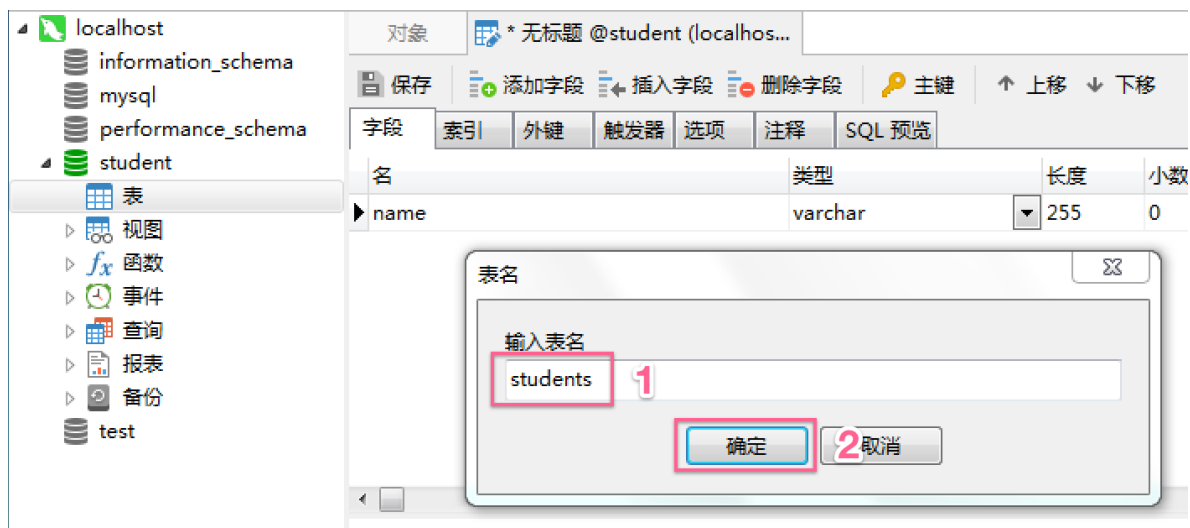 localhost
information_schema
mysql
performance_schema
student
表
视图
函数
事件
查询
报表
备份
test
对象
* 无标题 @student (localhos...
保存 添加字段 插入字段 删除字段 主键 上移 下移
字段 索引 外键 触发器 选项 注释 SQL 预览
名 类型 长度 小数
name varchar 255 0
表名
输入表名
students 1
确定 2 取消